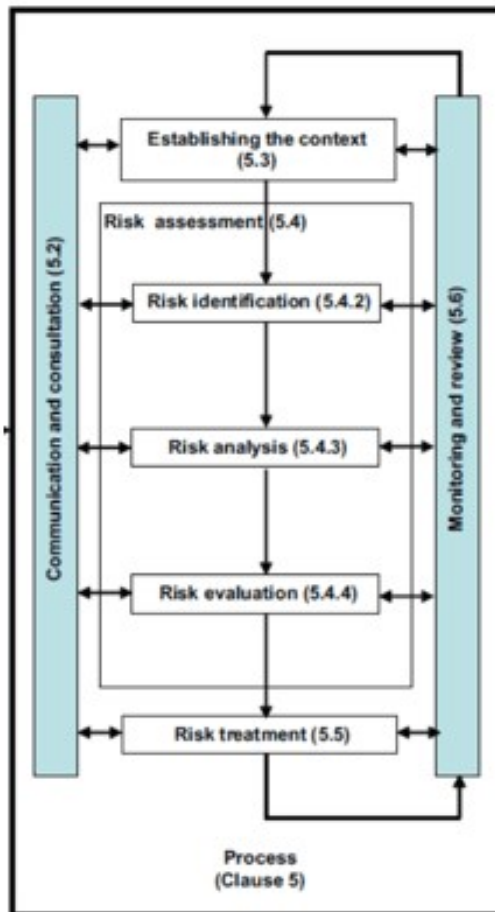 Establishing the context
(5.3)
Risk assessment (5.4)
Risk identification (5.4.2)
Risk analysis (5.4.3)
Risk evaluation (5.4.4)
Risk treatment (5.5)
Communication and consultation (5.2)
Monitoring and review (5.6)
Process
(Clause 5)